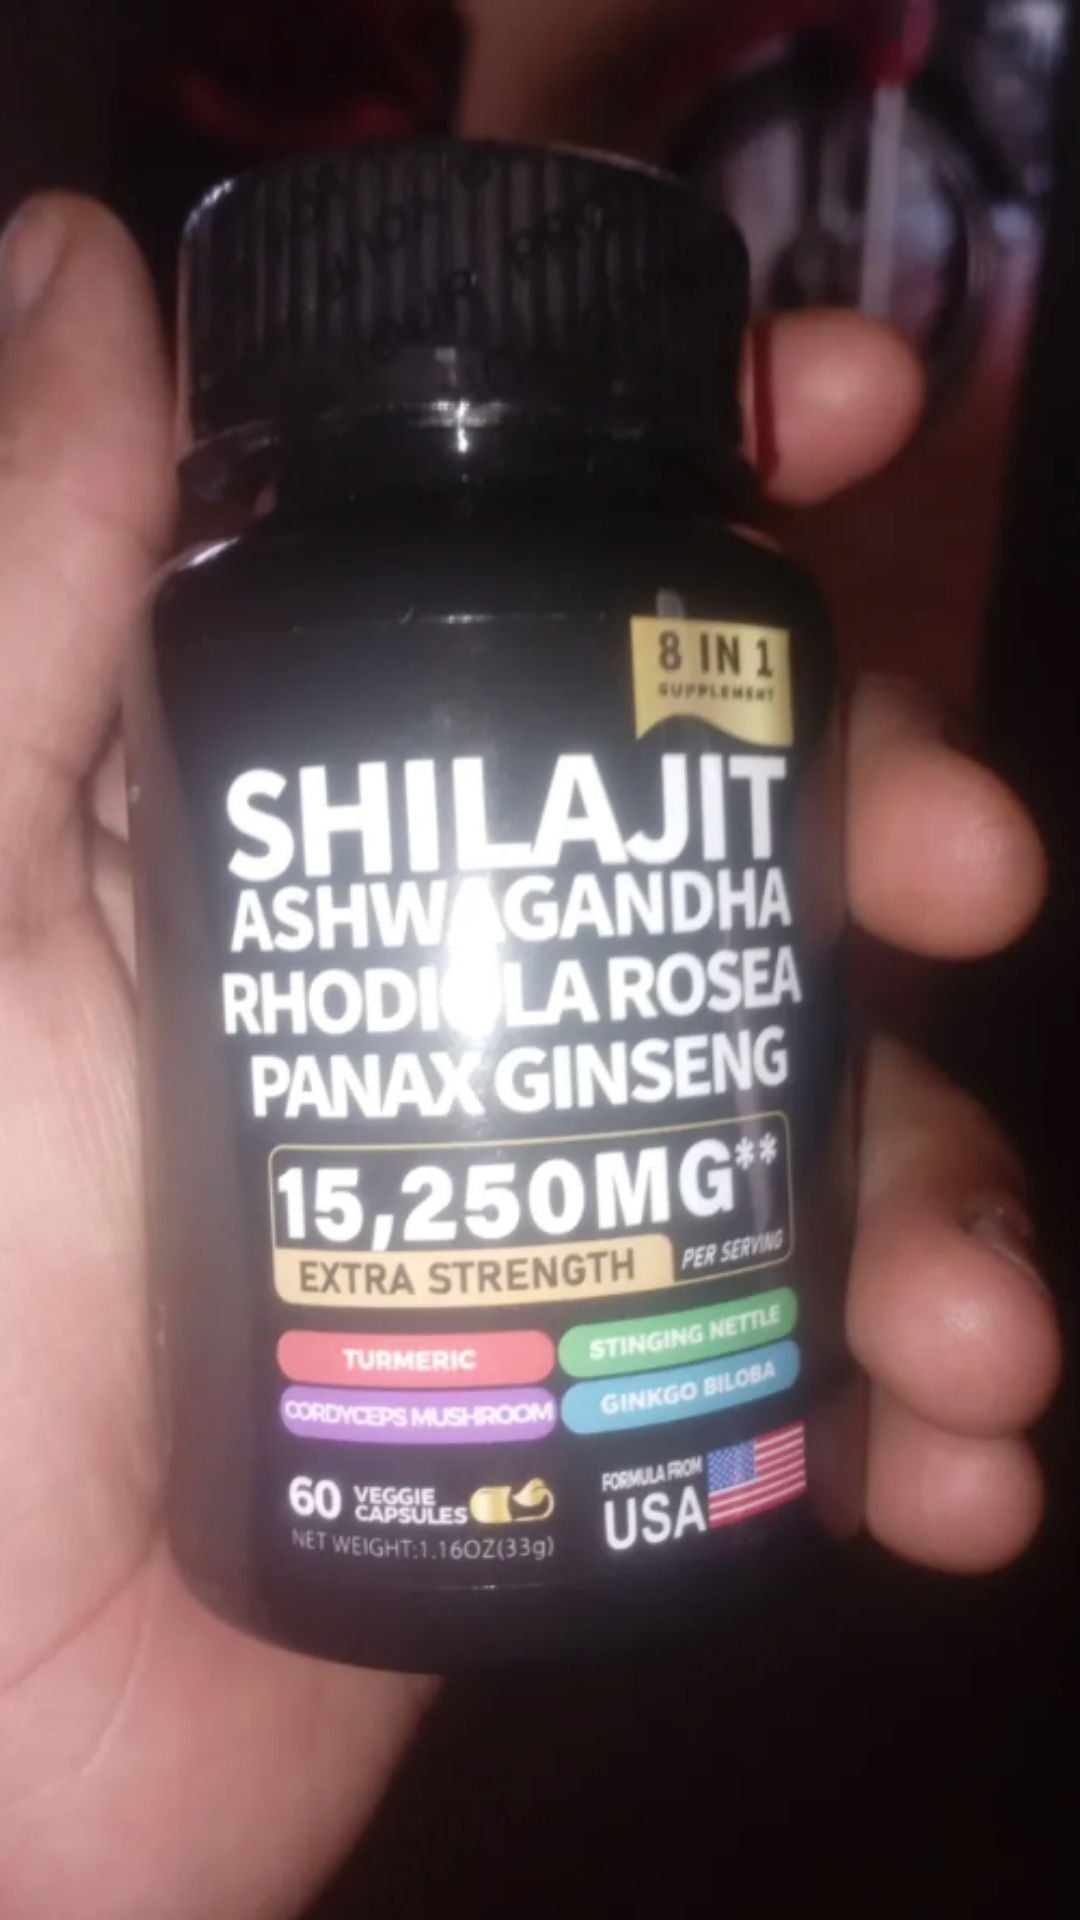 8 IN 1
SUPPLEMENT
SHILAJIT
ASHWAGANDHA
RHODIOLA ROSEA
PANAX GINSENG
15,250MG**
EXTRA STRENGTH
PER SERVING
TURMERIC
STINGING NETTLE
CORDYCEPS MUSHROOM
GINKGO BILOBA
60 VEGGIE
CAPSULES
NET WEIGHT:1.16OZ(33g)
FORMULA FROM
USA